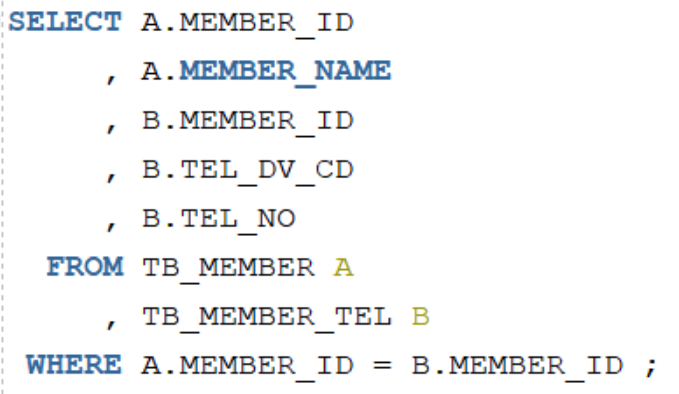 SELECT A.MEMBER_ID
, A.MEMBER_NAME
, B.MEMBER_ID
, B.TEL_DV_CD
, B.TEL_NO
FROM TB_MEMBER A
, TB_MEMBER_TEL B
WHERE A.MEMBER_ID = B.MEMBER_ID ;